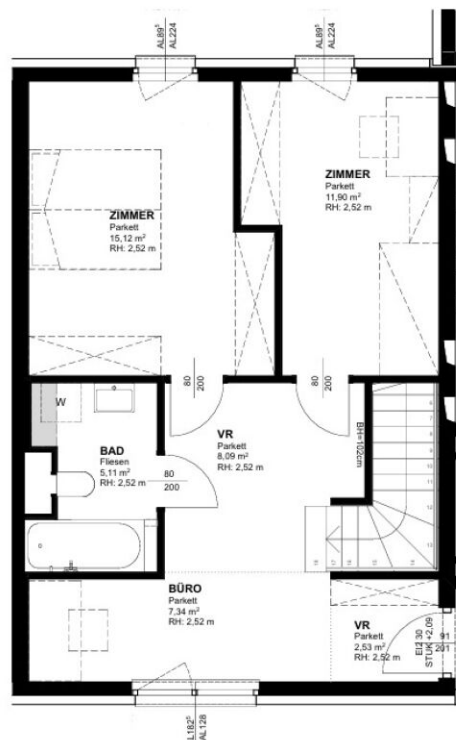 AL89⁵
AL224
AL89⁵
AL224
ZIMMER
Parkett
15,12 m²
RH: 2,52 m
ZIMMER
Parkett
11,90 m²
RH: 2,52 m
80
200
80
200
W
BAD
Fliesen
5,11 m²
RH: 2,52 m
80
200
VR
Parkett
8,09 m²
RH: 2,52 m
BH=102cm
BÜRO
Parkett
7,34 m²
RH: 2,52 m
VR
Parkett
2,53 m²
RH: 2,52 m
EI2 30
STUK +2,09
91
201
L182⁵
AL128